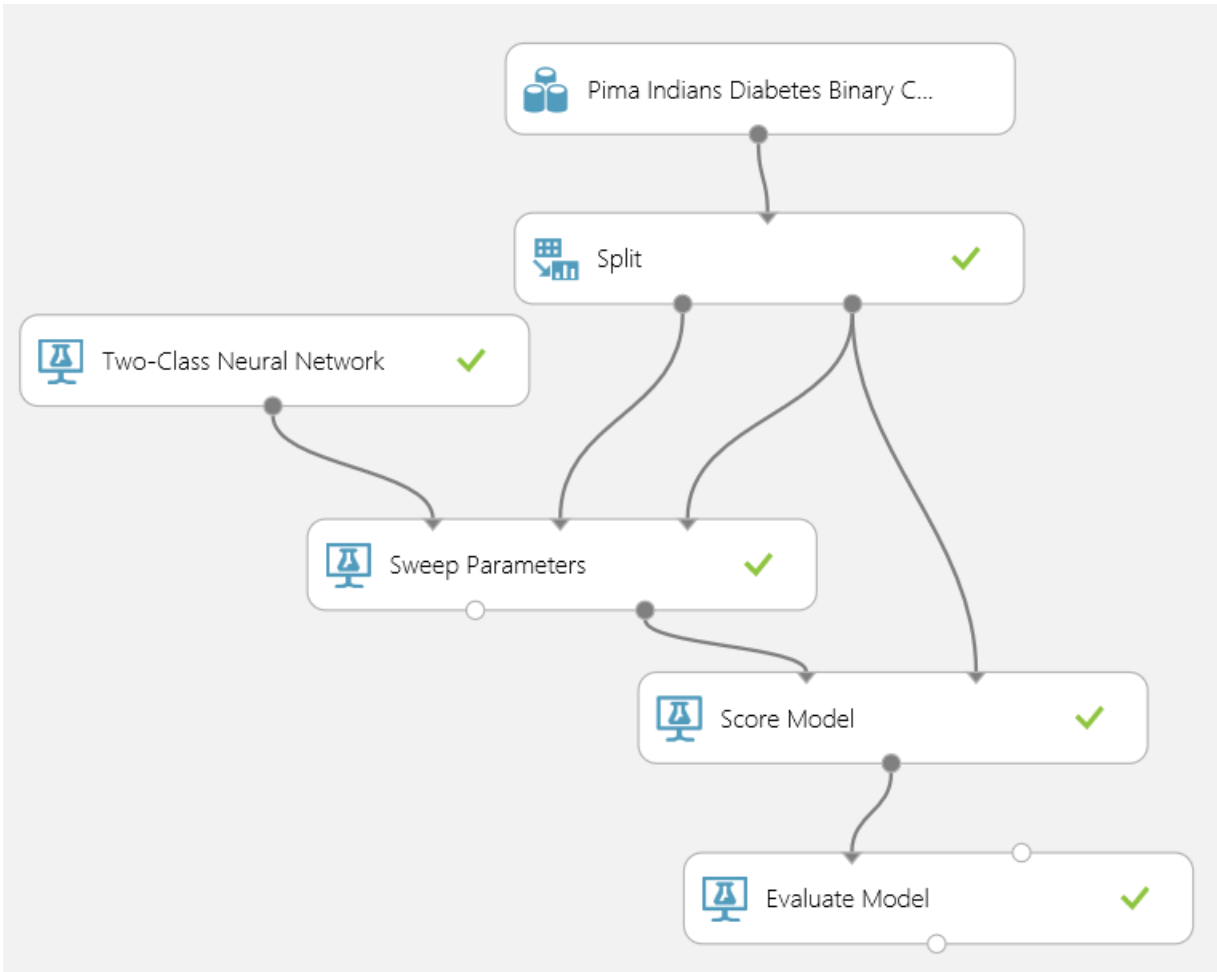 Pima Indians Diabetes Binary C...
Split
Two-Class Neural Network
Sweep Parameters
Score Model
Evaluate Model